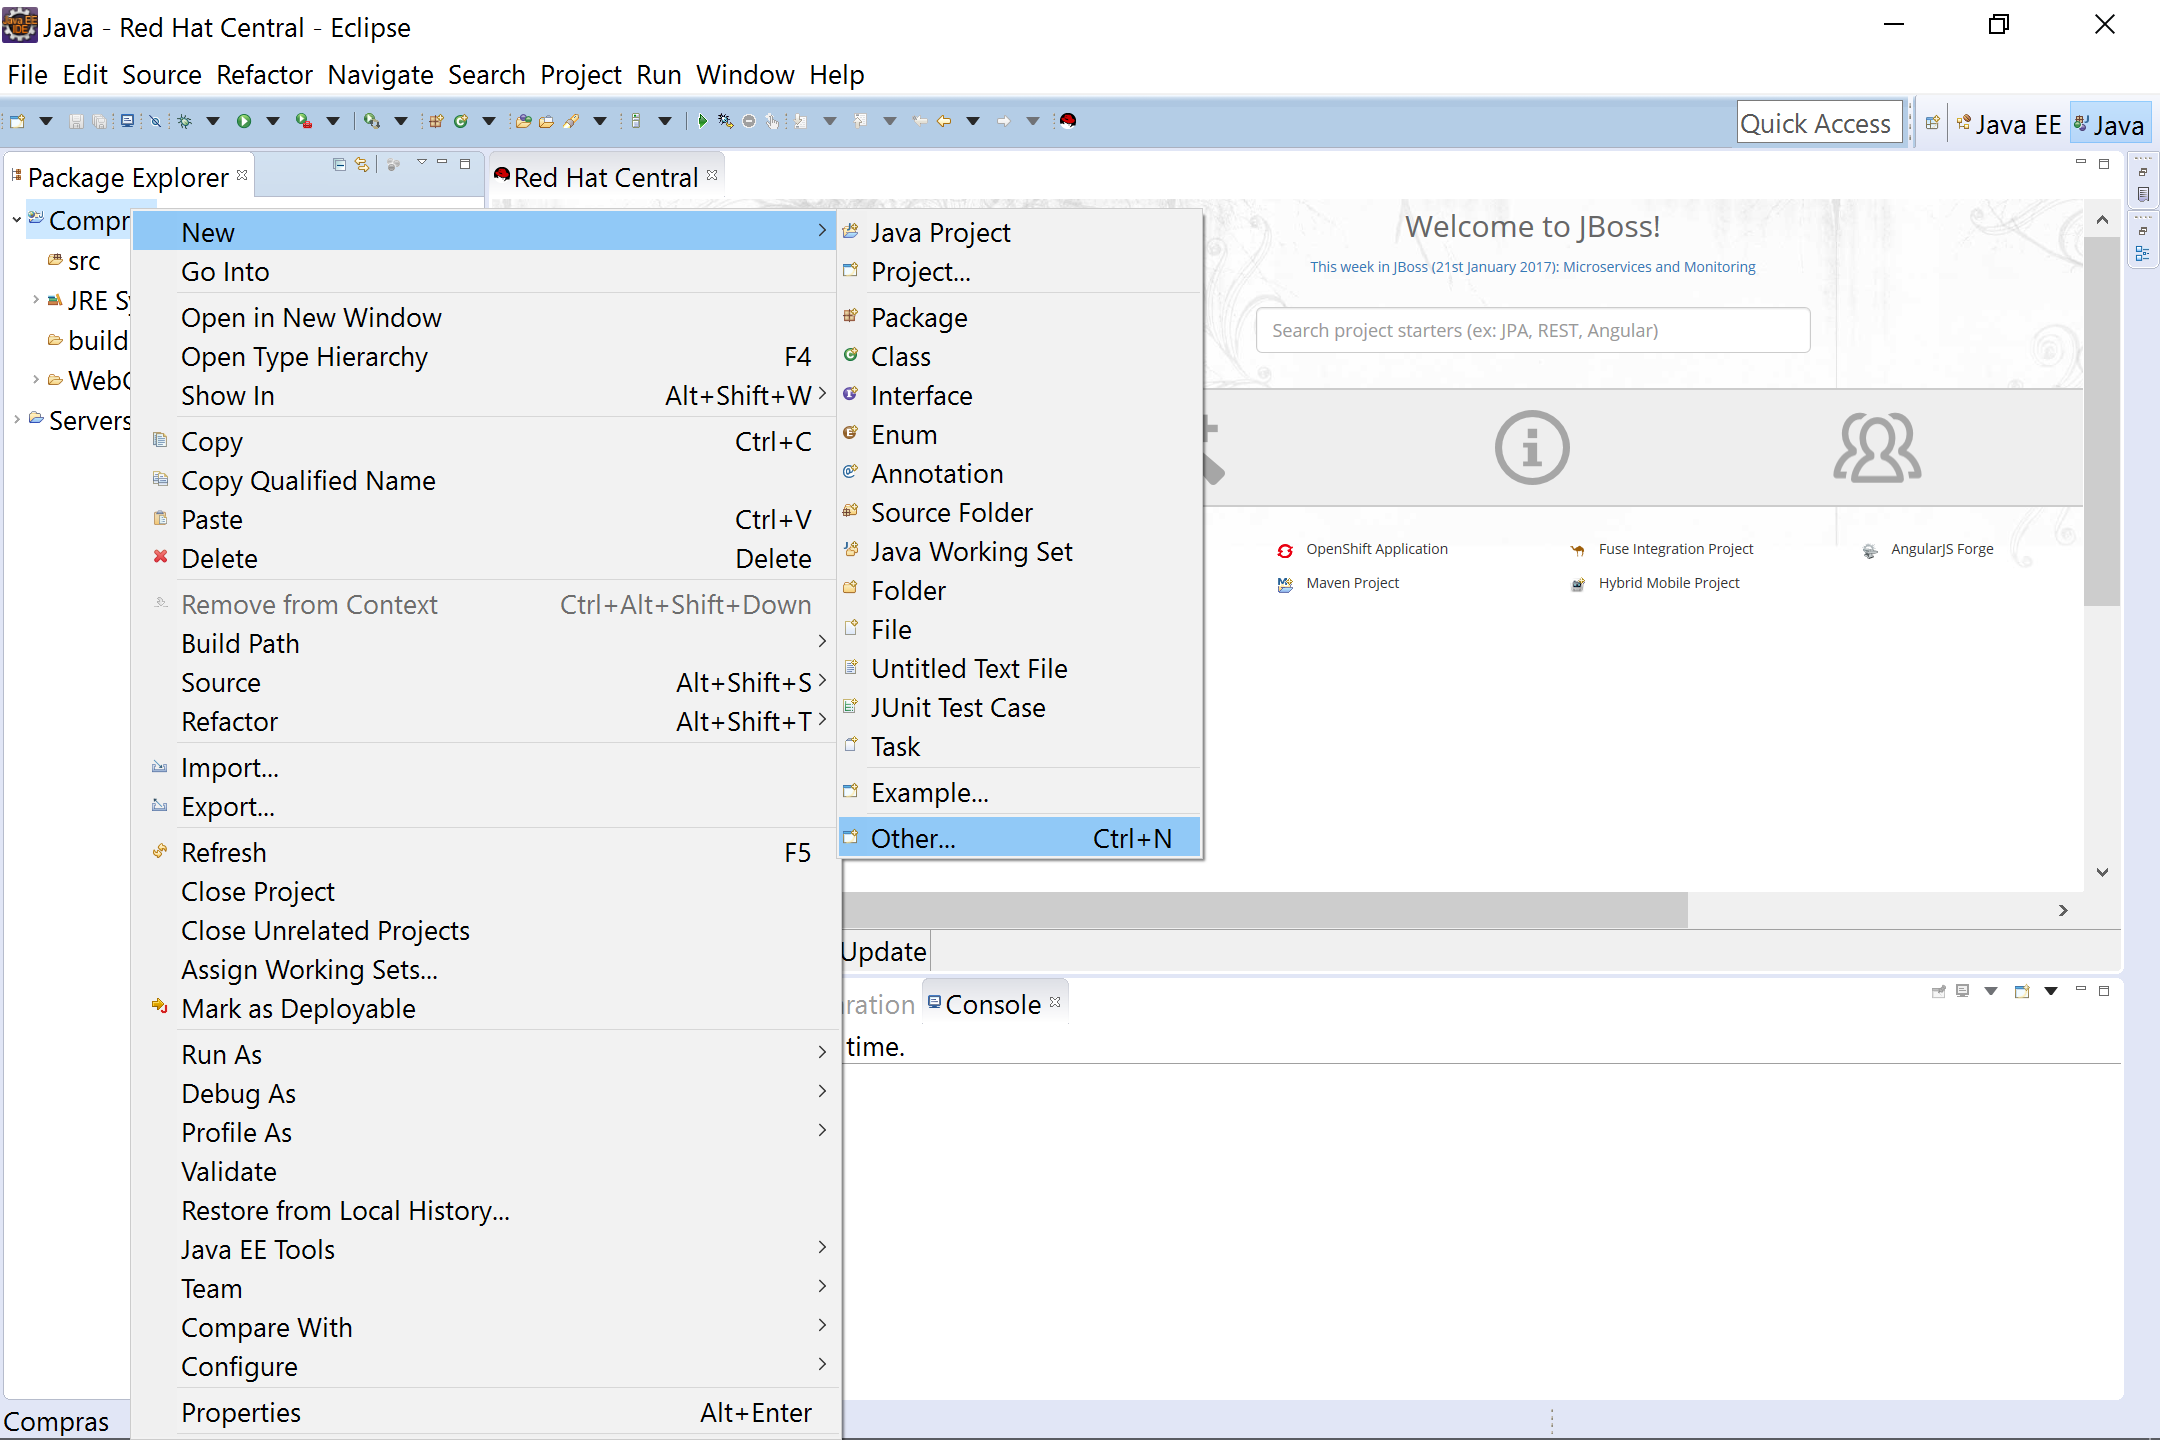 Java - Red Hat Central - Eclipse
File Edit Source Refactor Navigate Search Project Run Window Help
Quick Access
Java EE
Java
Package Explorer
Red Hat Central
Compr
src
JRE Sy
build
WebC
Servers
New
Go Into
Open in New Window
Open Type Hierarchy F4
Show In Alt+Shift+W
Copy Ctrl+C
Copy Qualified Name
Paste Ctrl+V
Delete Delete
Remove from Context Ctrl+Alt+Shift+Down
Build Path
Source Alt+Shift+S
Refactor Alt+Shift+T
Import...
Export...
Refresh F5
Close Project
Close Unrelated Projects
Assign Working Sets...
Mark as Deployable
Run As
Debug As
Profile As
Validate
Restore from Local History...
Java EE Tools
Team
Compare With
Configure
Properties Alt+Enter
Java Project
Project...
Package
Class
Interface
Enum
Annotation
Source Folder
Java Working Set
Folder
File
Untitled Text File
JUnit Test Case
Task
Example...
Other... Ctrl+N
Welcome to JBoss!
This week in JBoss (21st January 2017): Microservices and Monitoring
Search project starters (ex: JPA, REST, Angular)
OpenShift Application
Fuse Integration Project
AngularJS Forge
Maven Project
Hybrid Mobile Project
Update
ration
Console
time.
Compras